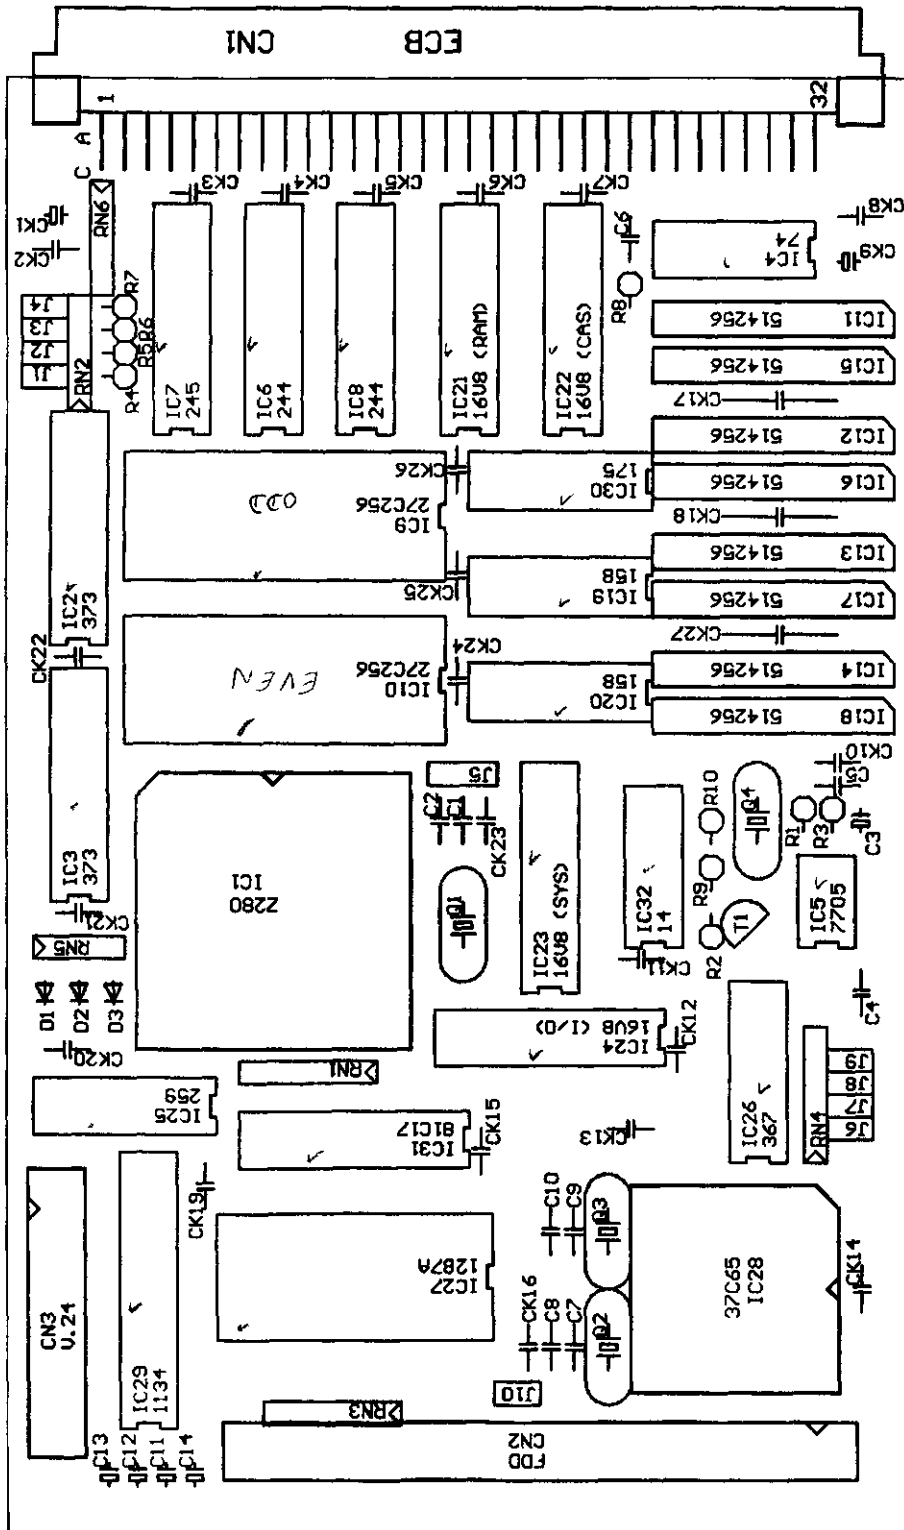 CN1
ECB
1
32
A
C
CK1
CK2
RN6
CK3
CK4
CK5
CK6
CK7
C6
CK8
CK9
IC4
74
J4
J3
J2
J1
R7
R6
R5
R4
RN2
R8
IC7
245
IC6
244
IC8
244
IC21
16V8 (RAM)
IC22
16V8 (CAS)
514256
IC11
514256
IC15
CK17
514256
IC12
514256
IC16
CK18
514256
IC13
514256
IC17
CK27
514256
IC14
514256
IC18
IC2
373
CK22
ODD
27C256
IC9
CK26
175
IC30
CK25
158
IC19
EVEN
27C256
IC10
CK24
158
IC20
IC3
373
CK21
RN5
IC1
Z280
J5
C2
C1
CK23
Q1
IC23
16V8 (SYS)
IC32
14
CK11
R10
R9
R2
T1
Q4
R1
R3
CK10
C5
C3
IC5
7705
C4
D1
D2
D3
CK20
259
IC25
RN1
16V8 (I/O)
IC24
CK12
IC26
367
RN4
J9
J8
J7
J6
81C17
IC31
CK15
CK13
CN3
V.24
CK19
IC29
1134
1287A
IC27
C10
C9
Q3
CK16
C8
C7
Q2
37C65
IC28
CK14
J10
RN3
C13
C12
C11
C14
FDD
CN2